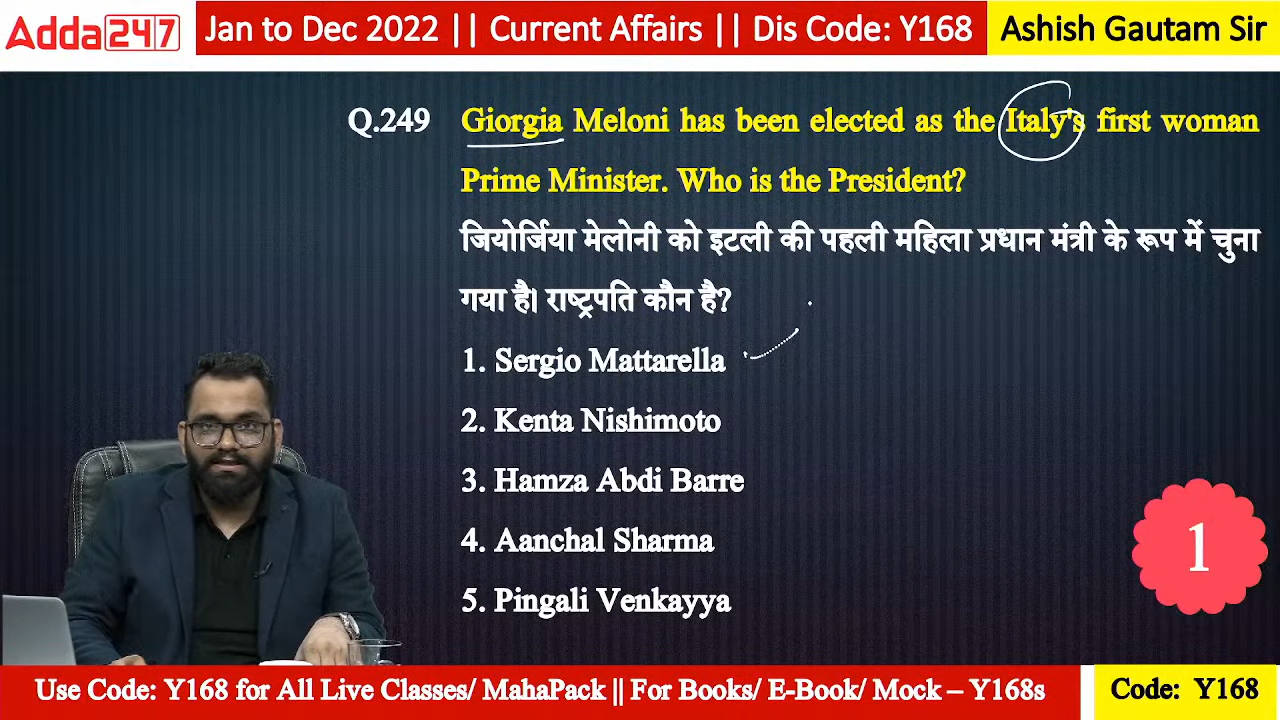 Adda247 Jan to Dec 2022 || Current Affairs || Dis Code: Y168 Ashish Gautam Sir
Q.249 Giorgia Meloni has been elected as the Italy's first woman
Prime Minister. Who is the President?
जियोर्जिया मेलोनी को इटली की पहली महिला प्रधान मंत्री के रूप में चुना
गया है। राष्ट्रपति कौन है?
1. Sergio Mattarella
2. Kenta Nishimoto
3. Hamza Abdi Barre
4. Aanchal Sharma
5. Pingali Venkayya
1
Use Code: Y168 for All Live Classes/ MahaPack || For Books/ E-Book/ Mock – Y168s
Code: Y168